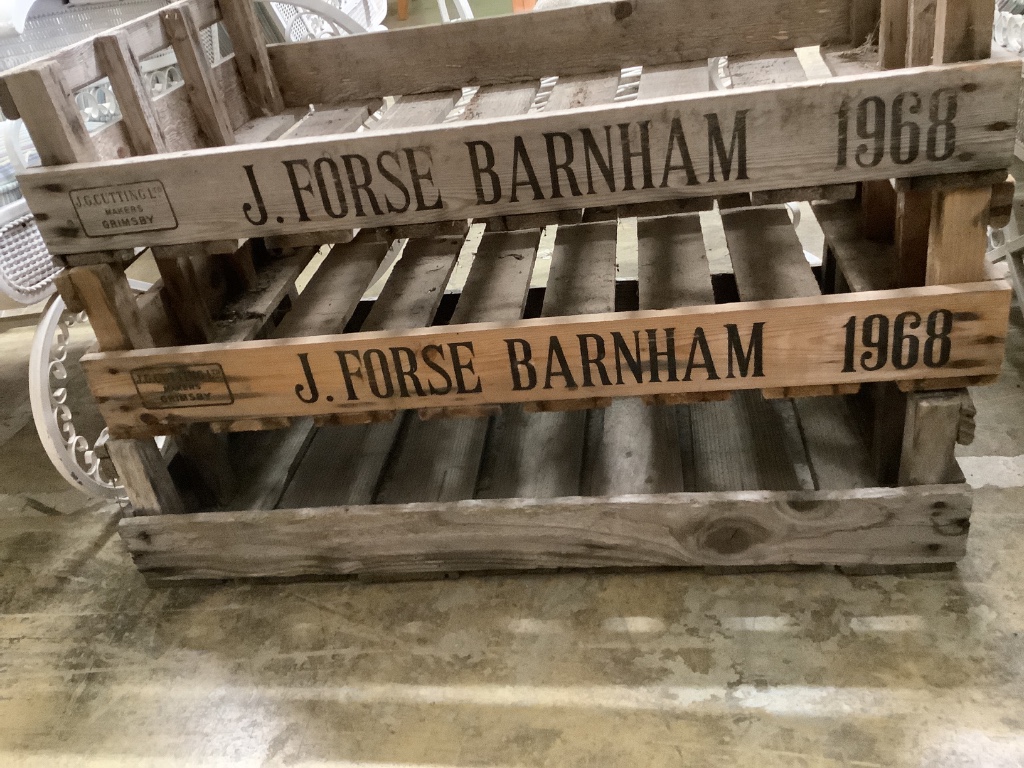 J. FORSE BARNHAM 1968
J.G. CUTTING LTD
MAKERS
GRIMSBY
J. FORSE BARNHAM 1968
GRIMSBY